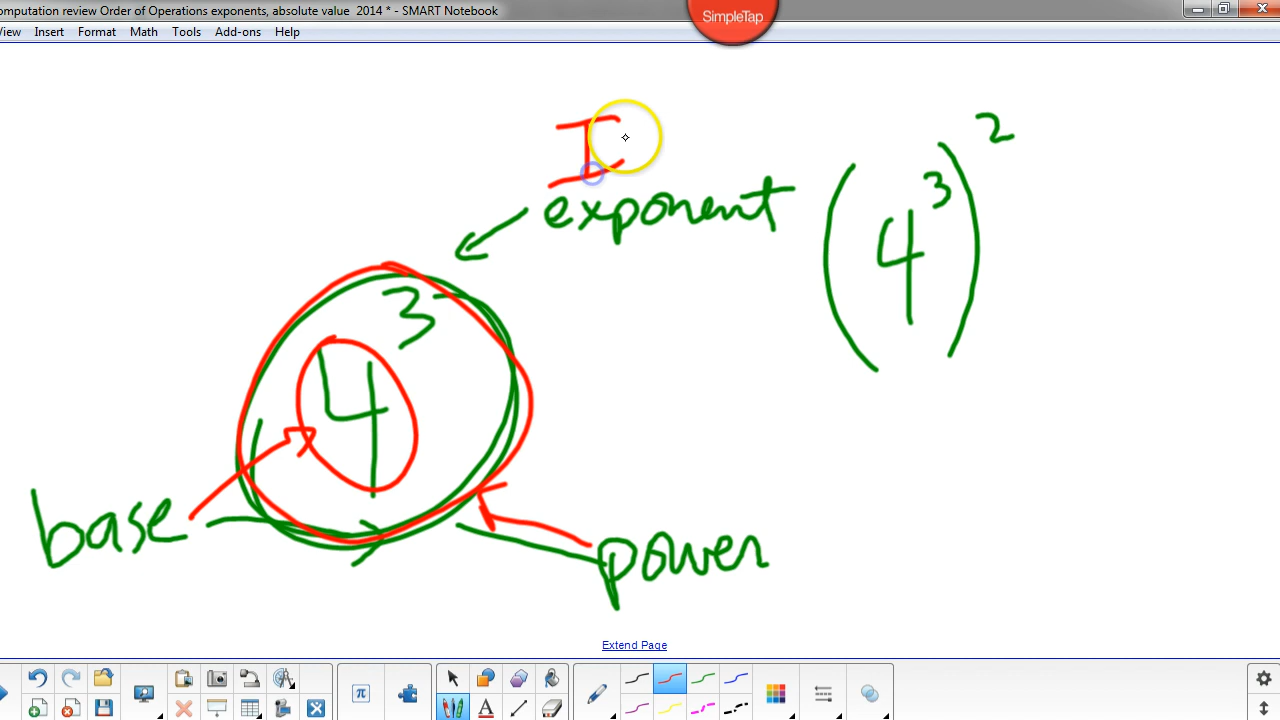 omputation review Order of Operations exponents, absolute value 2014 * - SMART Notebook
SimpleTap
View Insert Format Math Tools Add-ons Help
I
exponent (4³)²
4³
base
power
Extend Page
π A